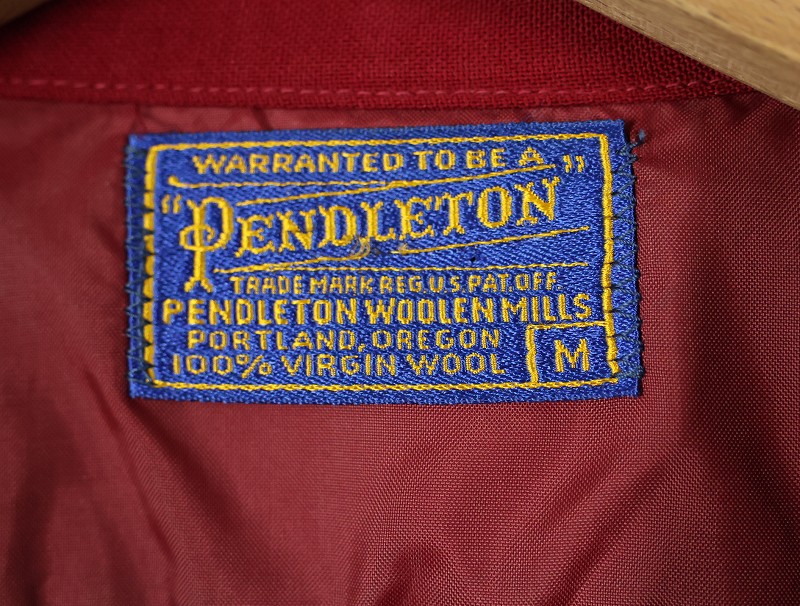 WARRANTED TO BE A
"PENDLETON"
TRADE MARK REG.U.S.PAT.OFF.
PENDLETON WOOLEN MILLS
PORTLAND, OREGON
100% VIRGIN WOOL
M